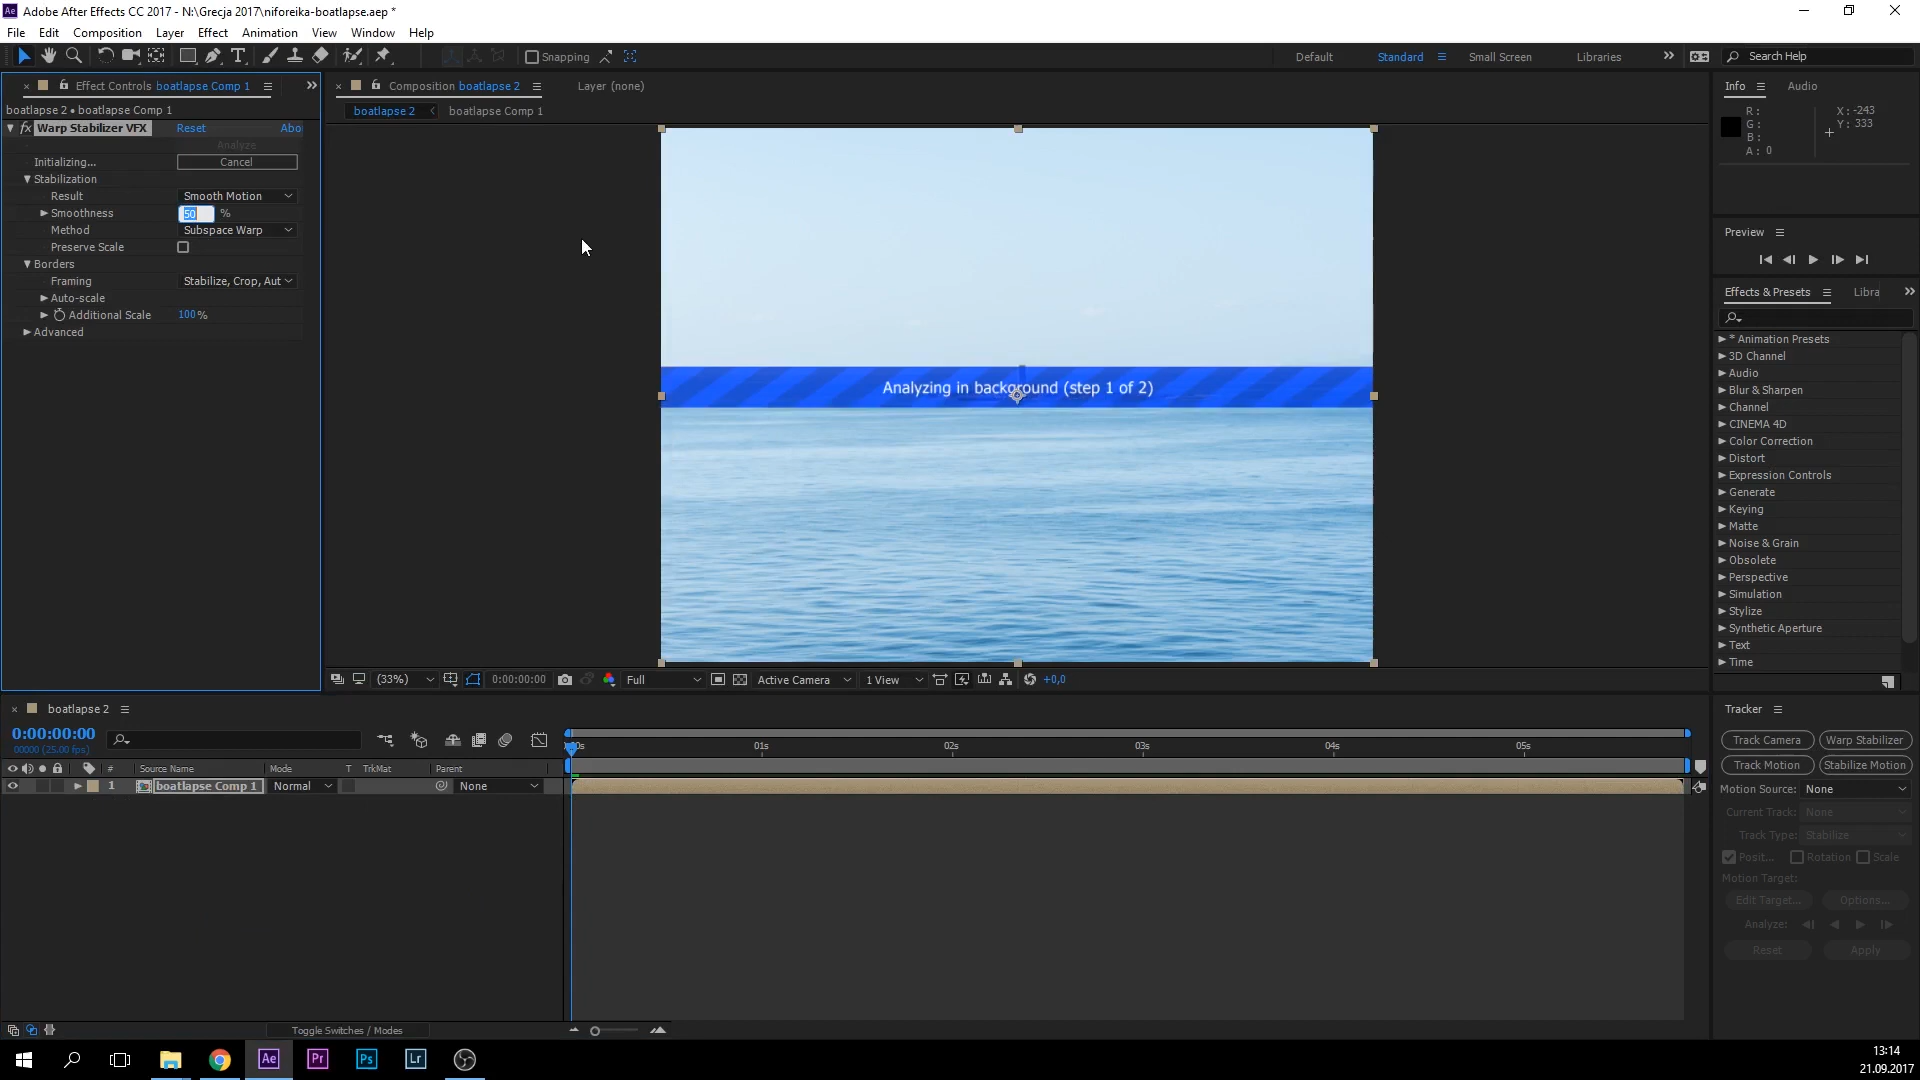 Ae Adobe After Effects CC 2017 - N:\Grecja 2017\niforeika-boatlapse.aep *
File Edit Composition Layer Effect Animation View Window Help
Snapping Default Standard Small Screen Libraries » Search Help
× Effect Controls boatlapse Comp 1 »
boatlapse 2 • boatlapse Comp 1
fx Warp Stabilizer VFX Reset Abo
Analyze
Initializing... Cancel
Stabilization
Result Smooth Motion
Smoothness 50 %
Method Subspace Warp
Preserve Scale
Borders
Framing Stabilize, Crop, Aut
Auto-scale
Additional Scale 100%
Advanced
× Composition boatlapse 2 Layer (none)
boatlapse 2 < boatlapse Comp 1
Analyzing in background (step 1 of 2)
(33%) 0:00:00:00 Full Active Camera 1 View +0,0
Info Audio
R: X: -243
G: Y: 333
B:
A: 0
Preview
Effects & Presets Libra »
* Animation Presets
3D Channel
Audio
Blur & Sharpen
Channel
CINEMA 4D
Color Correction
Distort
Expression Controls
Generate
Keying
Matte
Noise & Grain
Obsolete
Perspective
Simulation
Stylize
Synthetic Aperture
Text
Time
× boatlapse 2
0:00:00:00
00000 (25.00 fps)
01s 02s 03s 04s 05s
# Source Name Mode T TrkMat Parent
1 boatlapse Comp 1 Normal None
Toggle Switches / Modes
Tracker
Track Camera Warp Stabilizer
Track Motion Stabilize Motion
Motion Source: None
Current Track: None
Track Type: Stabilize
Posit... Rotation Scale
Motion Target:
Edit Target... Options...
Analyze:
Reset Apply
Ae Pr Ps Lr
13:14
21.09.2017